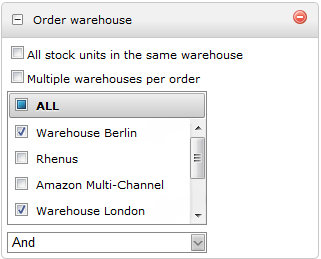 Order warehouse
All stock units in the same warehouse
Multiple warehouses per order
ALL
Warehouse Berlin
Rhenus
Amazon Multi-Channel
Warehouse London
And